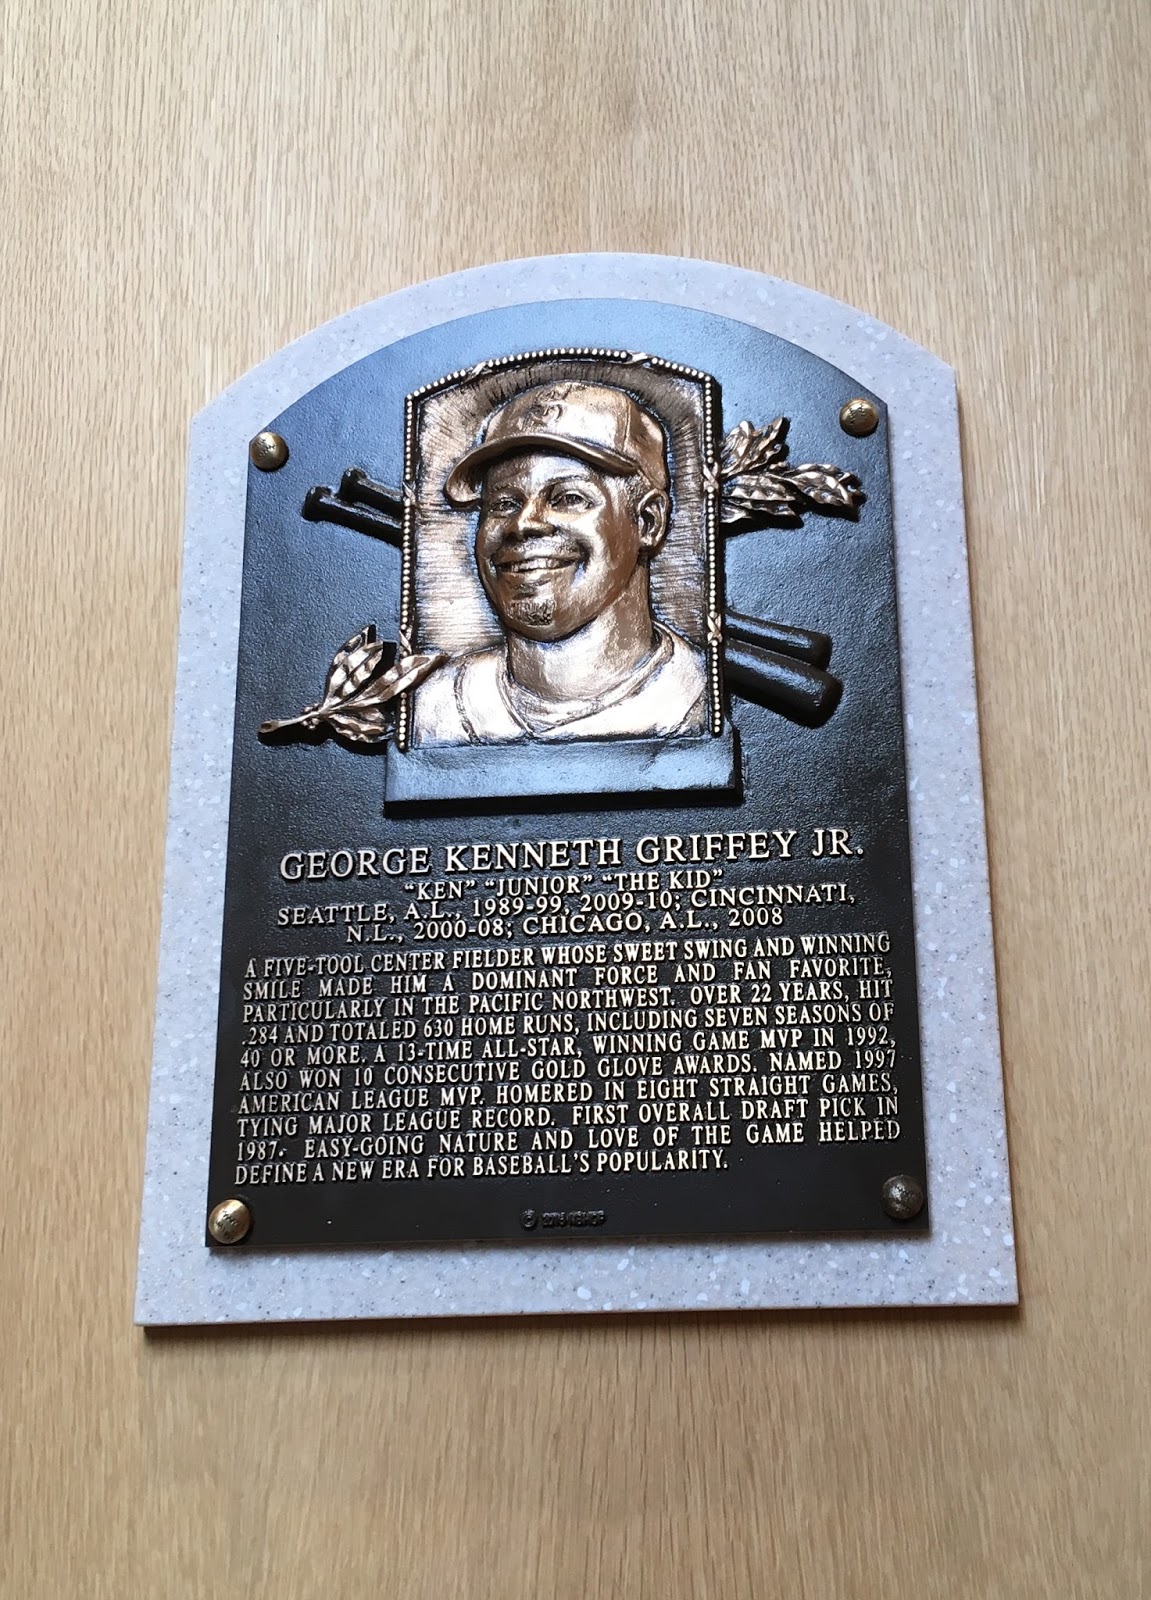 GEORGE KENNETH GRIFFEY JR.
"KEN" "JUNIOR" "THE KID"
SEATTLE, A.L., 1989-99, 2009-10; CINCINNATI,
N.L., 2000-08; CHICAGO, A.L., 2008
A FIVE-TOOL CENTER FIELDER WHOSE SWEET SWING AND WINNING
SMILE MADE HIM A DOMINANT FORCE AND FAN FAVORITE,
PARTICULARLY IN THE PACIFIC NORTHWEST. OVER 22 YEARS, HIT
.284 AND TOTALED 630 HOME RUNS, INCLUDING SEVEN SEASONS OF
40 OR MORE. A 13-TIME ALL-STAR, WINNING GAME MVP IN 1992,
ALSO WON 10 CONSECUTIVE GOLD GLOVE AWARDS. NAMED 1997
AMERICAN LEAGUE MVP. HOMERED IN EIGHT STRAIGHT GAMES,
TYING MAJOR LEAGUE RECORD. FIRST OVERALL DRAFT PICK IN
1987. EASY-GOING NATURE AND LOVE OF THE GAME HELPED
DEFINE A NEW ERA FOR BASEBALL'S POPULARITY.